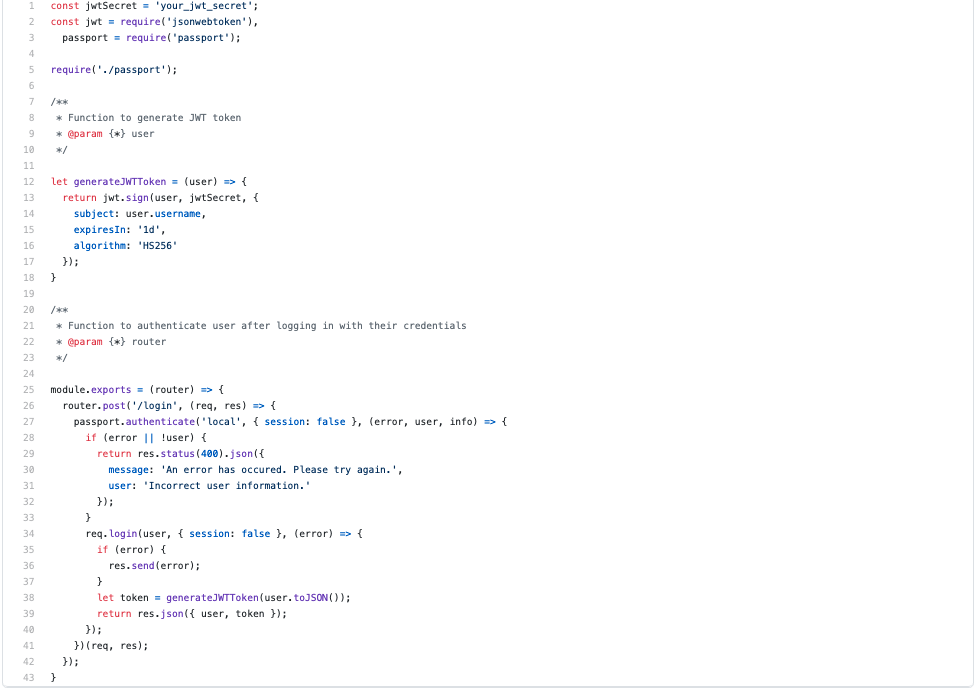 1 const jwtSecret = 'your_jwt_secret';
2 const jwt = require('jsonwebtoken'),
3   passport = require('passport');
4
5 require('./passport');
6
7 /**
8  * Function to generate JWT token
9  * @param {*} user
10  */
11
12 let generateJWTToken = (user) => {
13   return jwt.sign(user, jwtSecret, {
14     subject: user.username,
15     expiresIn: '1d',
16     algorithm: 'HS256'
17   });
18 }
19
20 /**
21  * Function to authenticate user after logging in with their credentials
22  * @param {*} router
23  */
24
25 module.exports = (router) => {
26   router.post('/login', (req, res) => {
27     passport.authenticate('local', { session: false }, (error, user, info) => {
28       if (error || !user) {
29         return res.status(400).json({
30           message: 'An error has occured. Please try again.',
31           user: 'Incorrect user information.'
32         });
33       }
34       req.login(user, { session: false }, (error) => {
35         if (error) {
36           res.send(error);
37         }
38         let token = generateJWTToken(user.toJSON());
39         return res.json({ user, token });
40       });
41     })(req, res);
42   });
43 }